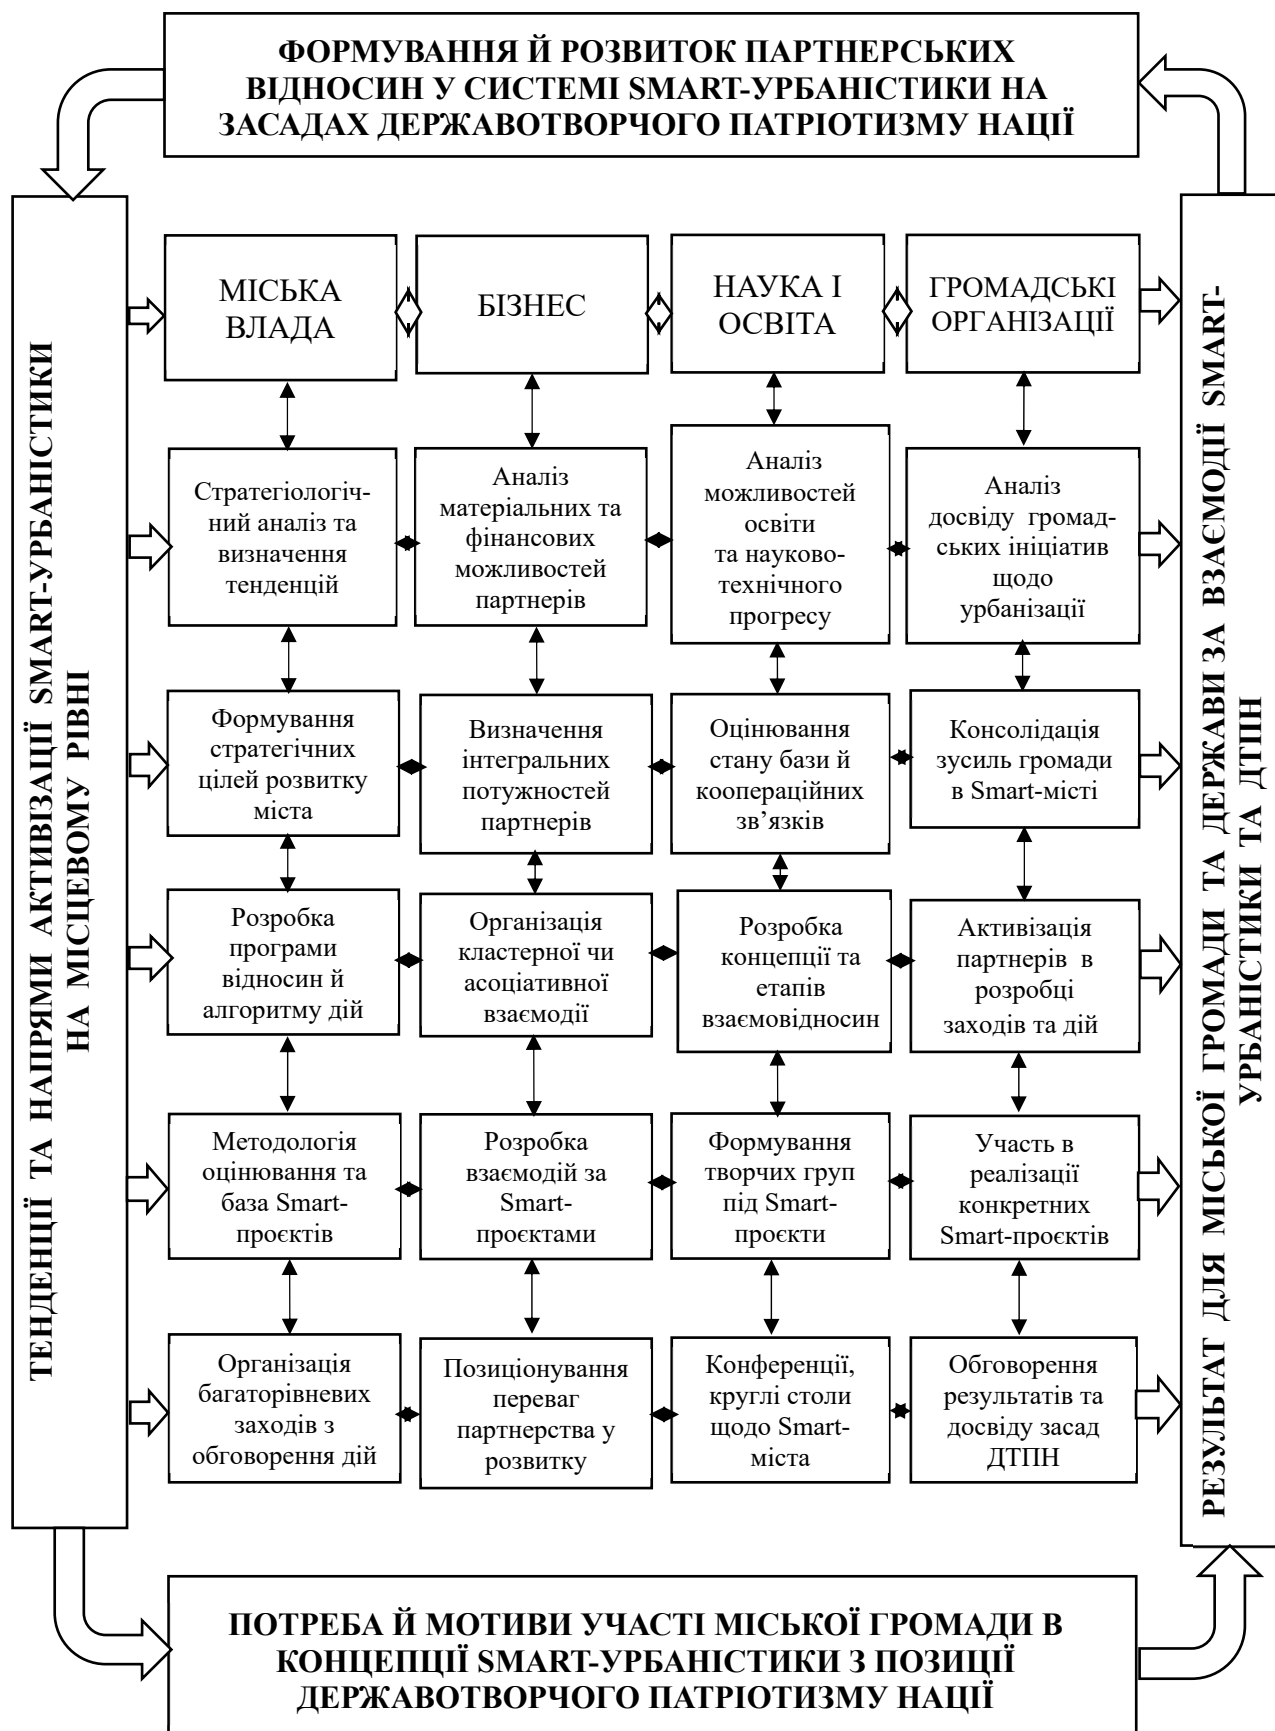 ФОРМУВАННЯ Й РОЗВИТОК ПАРТНЕРСЬКИХ
ВІДНОСИН У СИСТЕМІ SMART-УРБАНІСТИКИ НА
ЗАСАДАХ ДЕРЖАВОТВОРЧОГО ПАТРІОТИЗМУ НАЦІЇ
ТЕНДЕНЦІЇ ТА НАПРЯМИ АКТИВІЗАЦІЇ SMART-УРБАНІСТИКИ
НА МІСЦЕВОМУ РІВНІ
МІСЬКА
ВЛАДА
БІЗНЕС
НАУКА І
ОСВІТА
ГРОМАДСЬКІ
ОРГАНІЗАЦІЇ
Стратегіологіч-
ний аналіз та
визначення
тенденцій
Аналіз
матеріальних та
фінансових
можливостей
партнерів
Аналіз
можливостей
освіти
та науково-
технічного
прогресу
Аналіз
досвіду громад-
ських ініціатив
щодо
урбанізації
Формування
стратегічних
цілей розвитку
міста
Визначення
інтегральних
потужностей
партнерів
Оцінювання
стану бази й
коопераційних
зв’язків
Консолідація
зусиль громади
в Smart-місті
Розробка
програми
відносин й
алгоритму дій
Організація
кластерної чи
асоціативної
взаємодії
Розробка
концепції та
етапів
взаємовідносин
Активізація
партнерів в
розробці
заходів та дій
Методологія
оцінювання та
база Smart-
проєктів
Розробка
взаємодій за
Smart-
проєктами
Формування
творчих груп
під Smart-
проєкти
Участь в
реалізації
конкретних
Smart-проєктів
Організація
багаторівневих
заходів з
обговорення дій
Позиціонування
переваг
партнерства у
розвитку
Конференції,
круглі столи
щодо Smart-
міста
Обговорення
результатів та
досвіду засад
ДТПН
РЕЗУЛЬТАТ ДЛЯ МІСЬКОЇ ГРОМАДИ ТА ДЕРЖАВИ ЗА ВЗАЄМОДІЇ SMART-
УРБАНІСТИКИ ТА ДТПН
ПОТРЕБА Й МОТИВИ УЧАСТІ МІСЬКОЇ ГРОМАДИ В
КОНЦЕПЦІЇ SMART-УРБАНІСТИКИ З ПОЗИЦІЇ
ДЕРЖАВОТВОРЧОГО ПАТРІОТИЗМУ НАЦІЇ